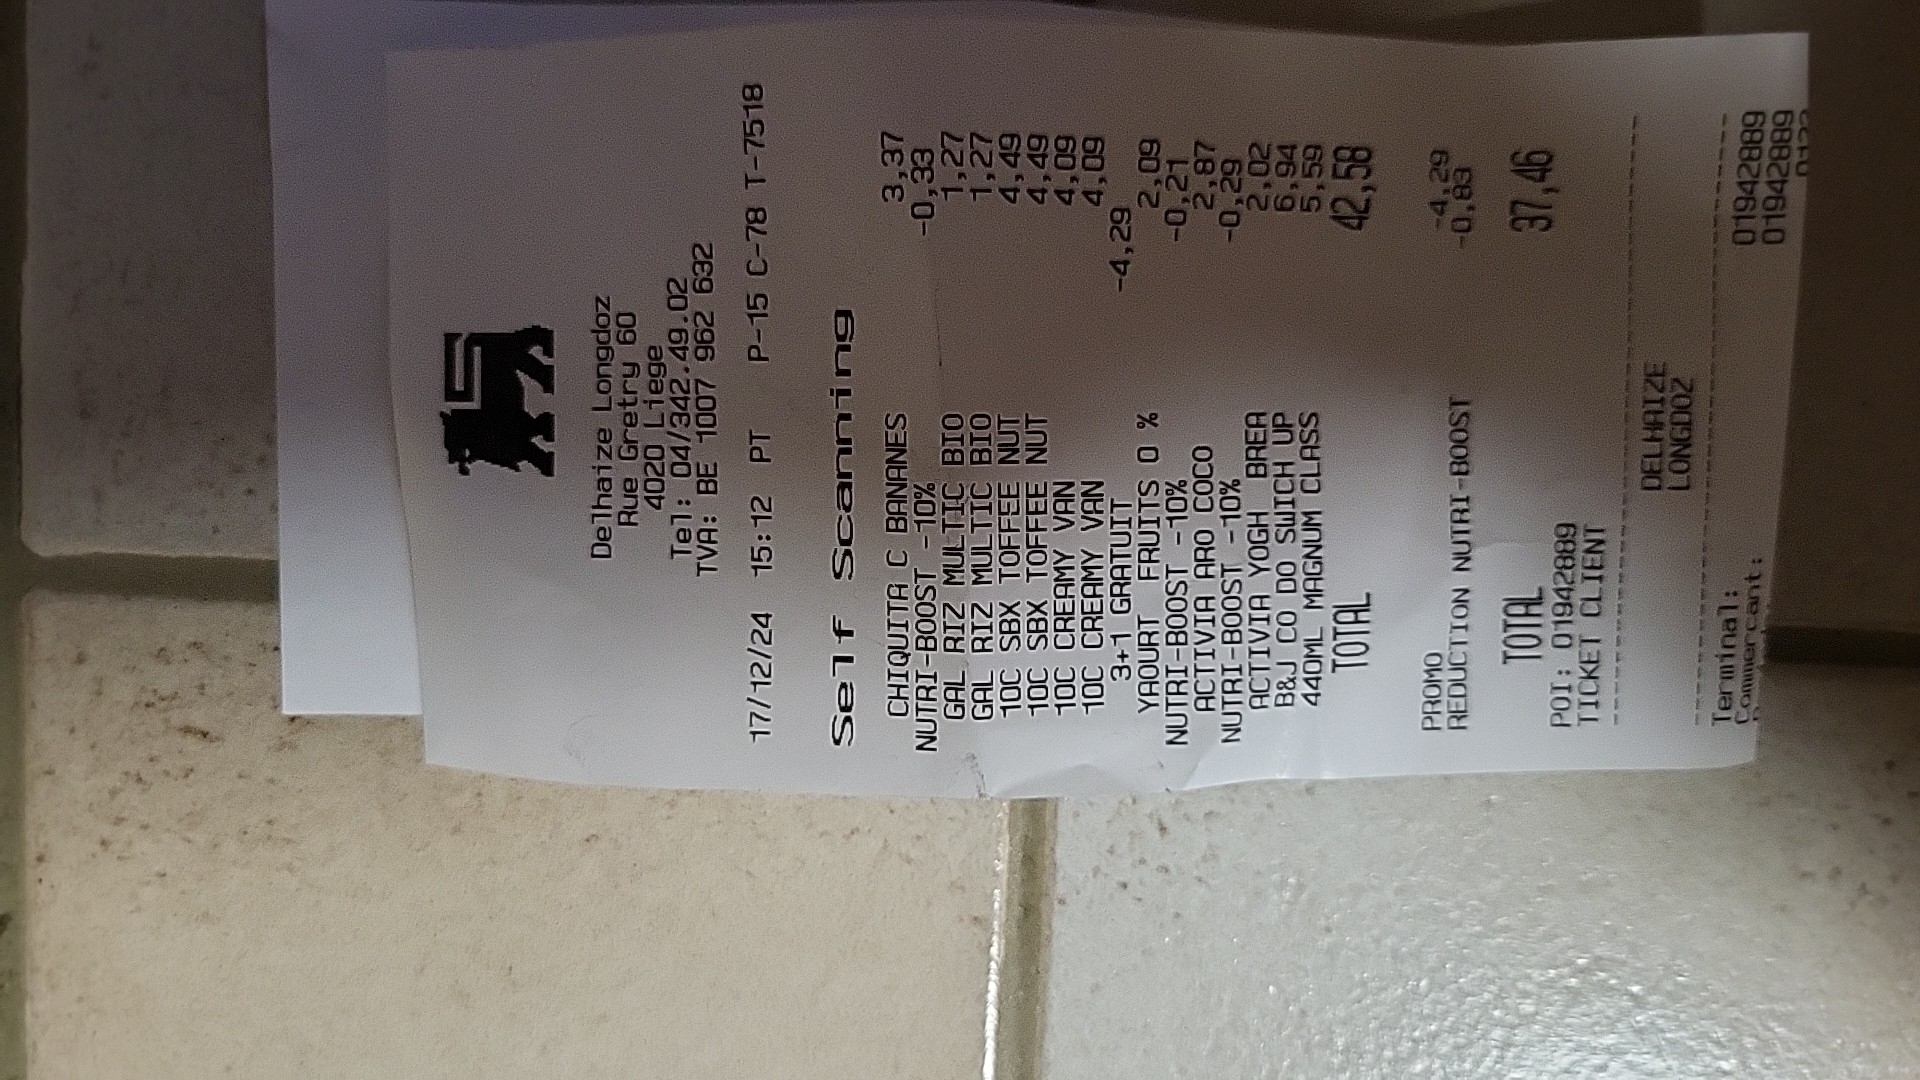 Delhaize Longdoz
Rue Gretry 60
4020 Liege
Tel: 04/342.49.02
TVA: BE 1007 962 632
17/12/24 15:12 PT P-15 C-78 T-7518
Self Scanning
CHIQUITA C BANANES 3,37
NUTRI-BOOST -10% -0,33
GAL RIZ MULTIC BIO 1,27
GAL RIZ MULTIC BIO 1,27
10C SBX TOFFEE NUT 4,49
10C SBX TOFFEE NUT 4,49
10C CREAMY VAN 4,09
10C CREAMY VAN 4,09
3+1 GRATUIT -4,29
YAOURT FRUITS 0 % 2,09
NUTRI-BOOST -10% -0,21
ACTIVIA ARO COCO 2,87
NUTRI-BOOST -10% -0,29
ACTIVIA YOGH BREA 2,02
B&J CO DO SWICH UP 6,94
440ML MAGNUM CLASS 5,59
TOTAL 42,58
PROMO -4,29
REDUCTION NUTRI-BOOST -0,83
TOTAL 37,46
POI: 01942889
TICKET CLIENT
DELHAIZE
LONGDOZ
Terminal: 01942889
Commercant: 01942889